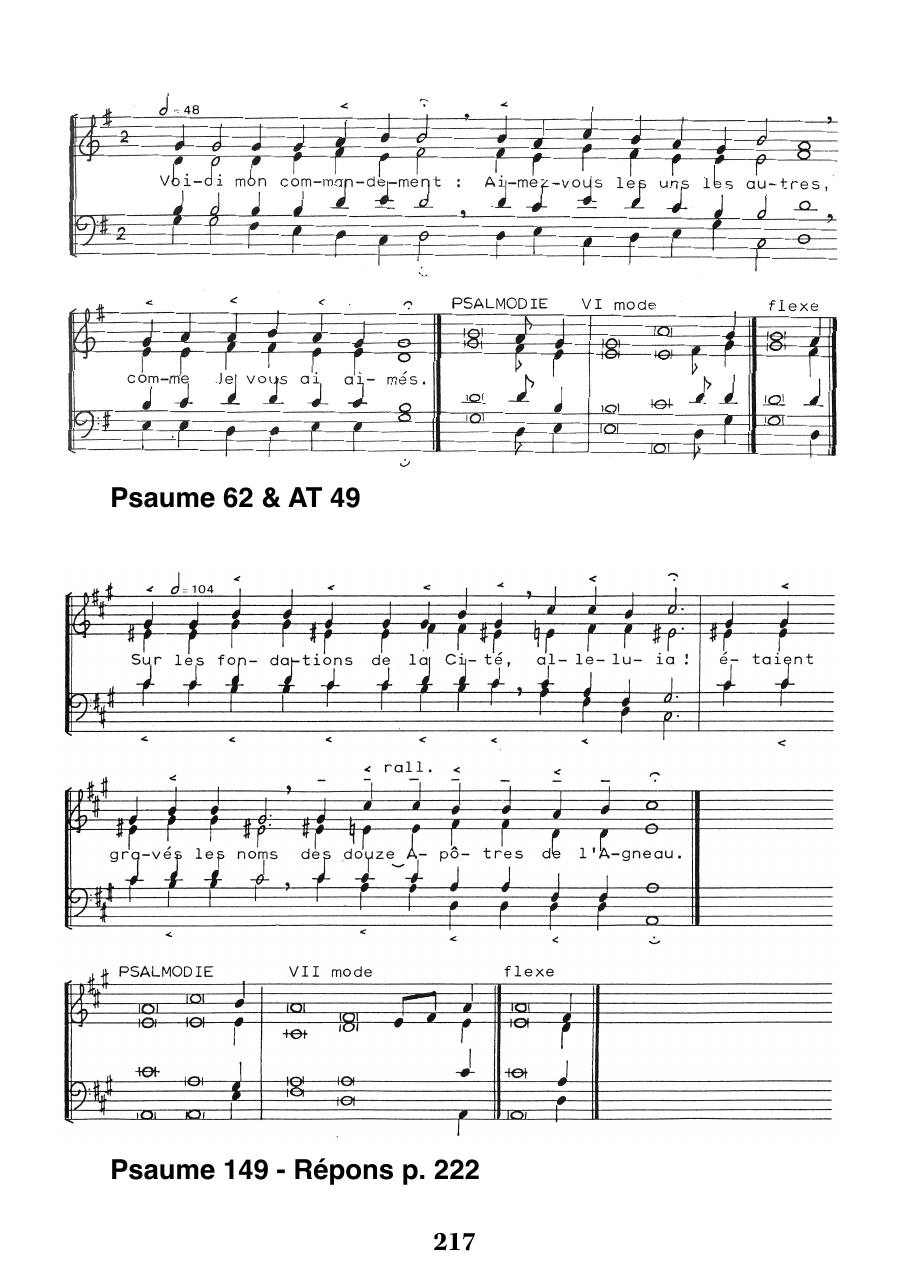 = 48
2
Voi-di mon com-man-de-ment : Ai-mez-vous les uns les au-tres,
2
PSALMODIE VI mode flexe
com-me Je vous ai ai-més.
Psaume 62 & AT 49
= 104
Sur les fon-da-tions de la Ci-té, al-le-lu-ia ! é-taient
rall.
gra-vés les noms des douze A-pô-tres de l'A-gneau.
PSALMODIE VII mode flexe
Psaume 149 - Répons p. 222
217